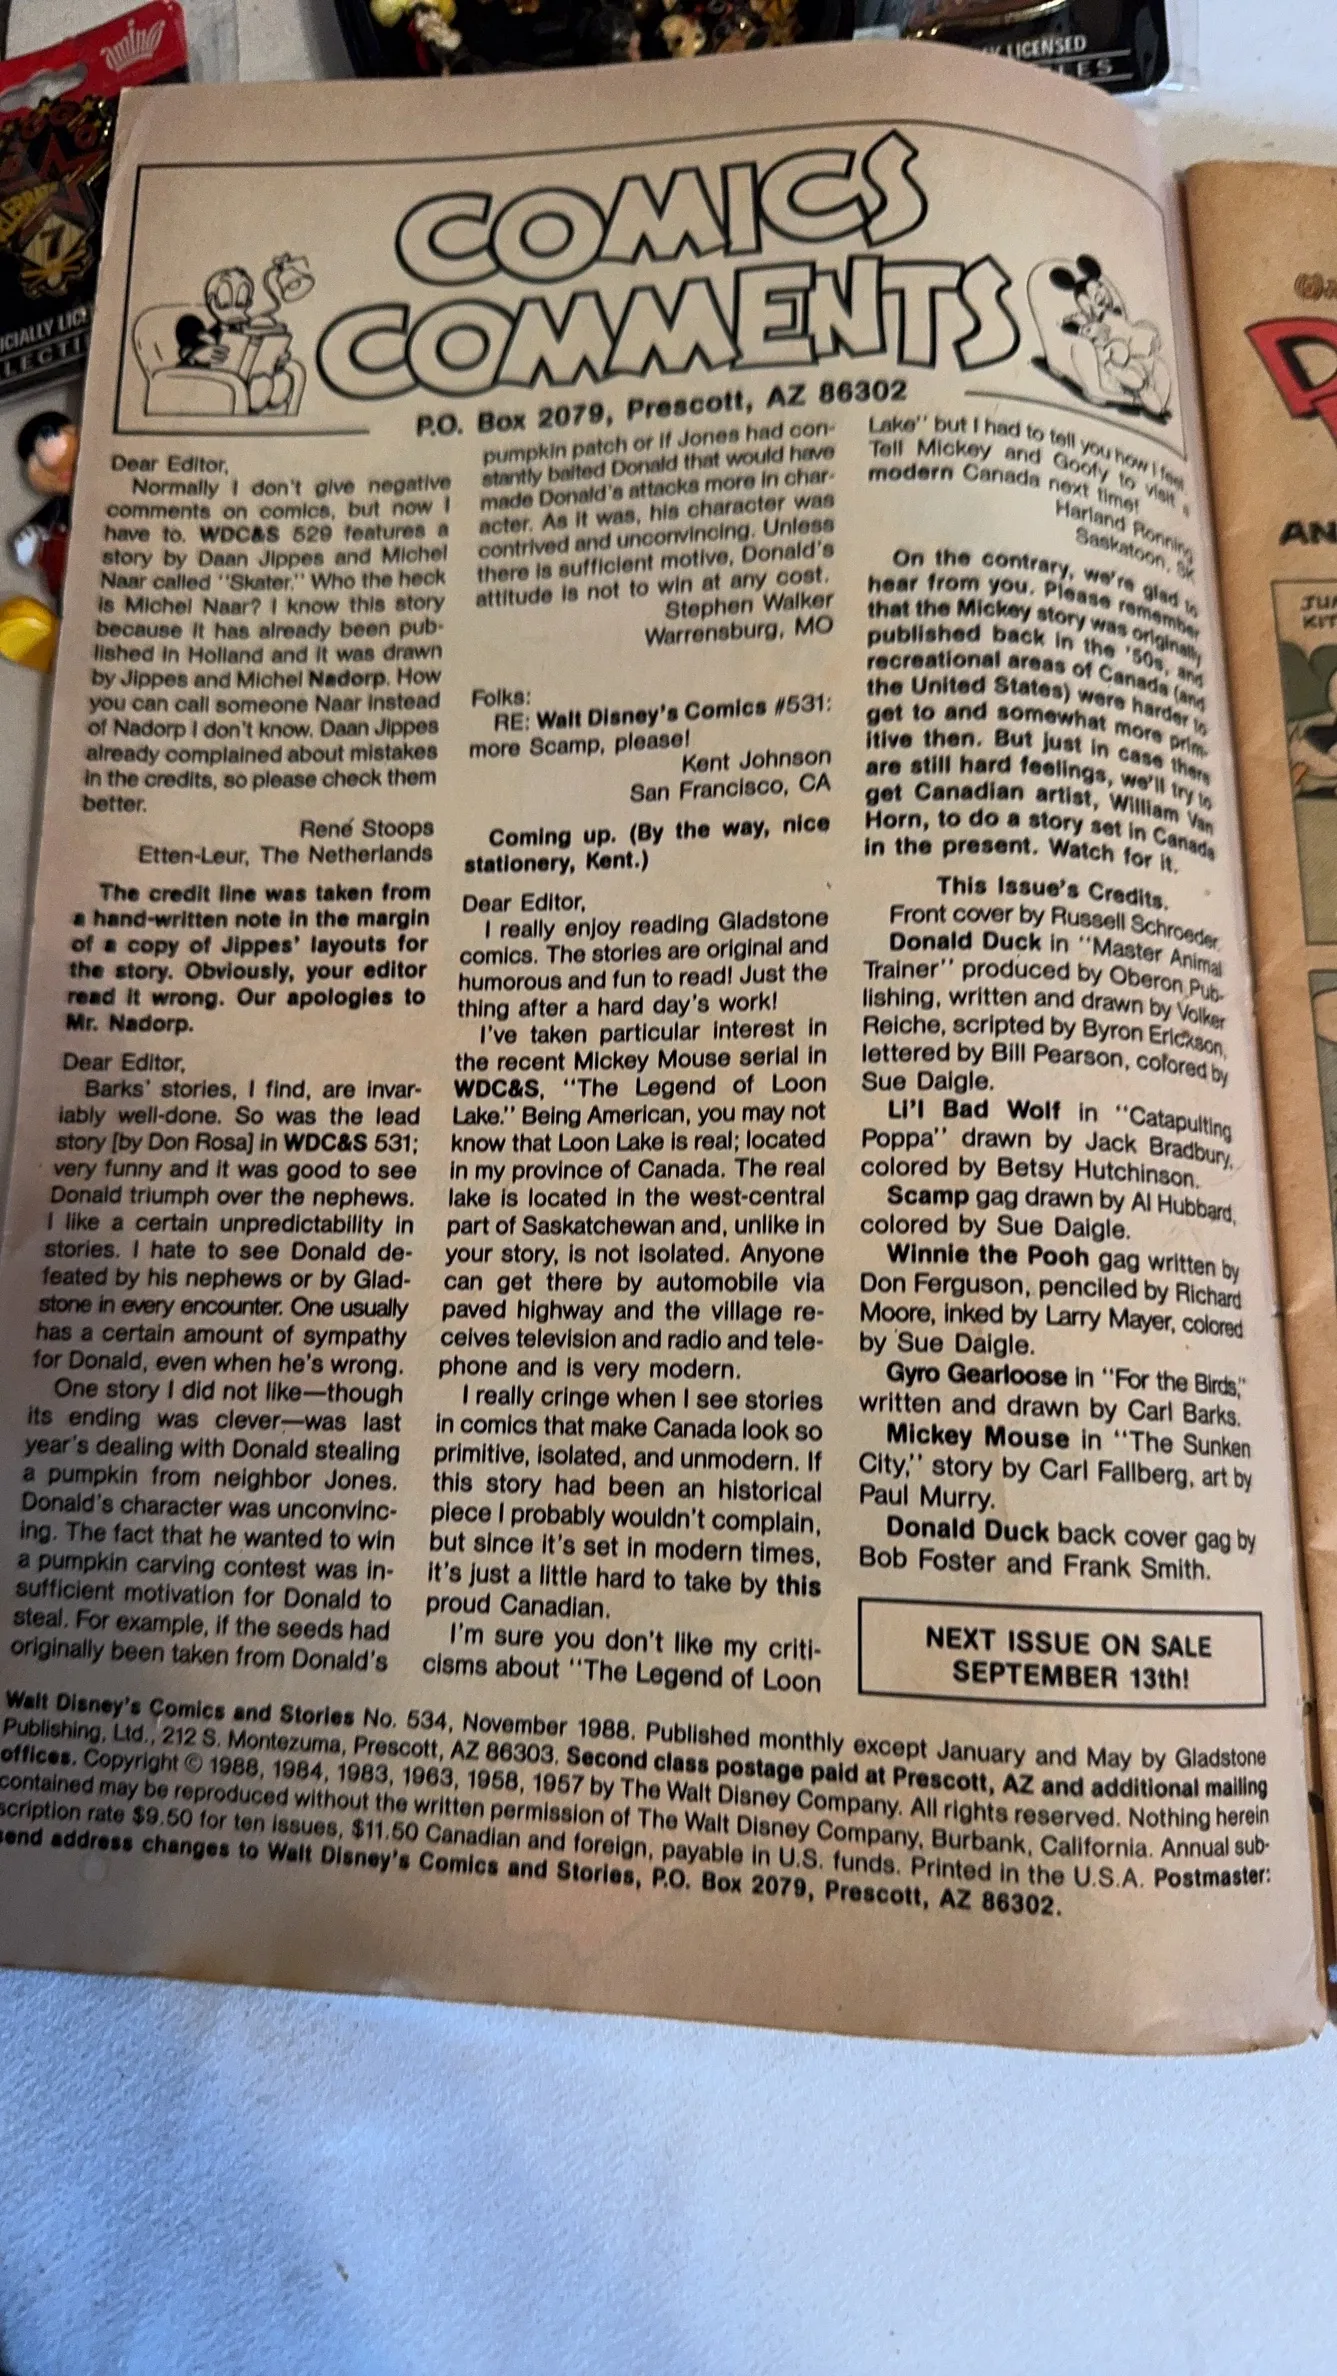 amino
LICENSED
LES
7
CIALLY LIC
LECTI
COMICS
COMMENTS
P.O. Box 2079, Prescott, AZ 86302
Dear Editor,
Normally I don't give negative
comments on comics, but now I
have to. WDC&S 529 features a
story by Daan Jippes and Michel
Naar called "Skater." Who the heck
is Michel Naar? I know this story
because it has already been pub-
lished in Holland and it was drawn
by Jippes and Michel Nadorp. How
you can call someone Naar instead
of Nadorp I don't know. Daan Jippes
already complained about mistakes
in the credits, so please check them
better.
René Stoops
Etten-Leur, The Netherlands
The credit line was taken from
a hand-written note in the margin
of a copy of Jippes' layouts for
the story. Obviously, your editor
read it wrong. Our apologies to
Mr. Nadorp.
Dear Editor,
Barks' stories, I find, are invar-
iably well-done. So was the lead
story [by Don Rosa] in WDC&S 531;
very funny and it was good to see
Donald triumph over the nephews.
I like a certain unpredictability in
stories. I hate to see Donald de-
feated by his nephews or by Glad-
stone in every encounter. One usually
has a certain amount of sympathy
for Donald, even when he's wrong.
One story I did not like—though
its ending was clever—was last
year's dealing with Donald stealing
a pumpkin from neighbor Jones.
Donald's character was unconvinc-
ing. The fact that he wanted to win
a pumpkin carving contest was in-
sufficient motivation for Donald to
steal. For example, if the seeds had
originally been taken from Donald's
pumpkin patch or if Jones had con-
stantly baited Donald that would have
made Donald's attacks more in char-
acter. As it was, his character was
contrived and unconvincing. Unless
there is sufficient motive, Donald's
attitude is not to win at any cost.
Stephen Walker
Warrensburg, MO
Folks:
RE: Walt Disney's Comics #531:
more Scamp, please!
Kent Johnson
San Francisco, CA
Coming up. (By the way, nice
stationery, Kent.)
Dear Editor,
I really enjoy reading Gladstone
comics. The stories are original and
humorous and fun to read! Just the
thing after a hard day's work!
I've taken particular interest in
the recent Mickey Mouse serial in
WDC&S, "The Legend of Loon
Lake." Being American, you may not
know that Loon Lake is real; located
in my province of Canada. The real
lake is located in the west-central
part of Saskatchewan and, unlike in
your story, is not isolated. Anyone
can get there by automobile via
paved highway and the village re-
ceives television and radio and tele-
phone and is very modern.
I really cringe when I see stories
in comics that make Canada look so
primitive, isolated, and unmodern. If
this story had been an historical
piece I probably wouldn't complain,
but since it's set in modern times,
it's just a little hard to take by this
proud Canadian.
I'm sure you don't like my criti-
cisms about "The Legend of Loon
Lake" but I had to tell you how I feel.
Tell Mickey and Goofy to visit a
modern Canada next time!
Harland Ronning
Saskatoon, SK
On the contrary, we're glad to
hear from you. Please remember
that the Mickey story was originally
published back in the '50s, and
recreational areas of Canada (and
the United States) were harder to
get to and somewhat more prim-
itive then. But just in case there
are still hard feelings, we'll try to
get Canadian artist, William Van
Horn, to do a story set in Canada
in the present. Watch for it.
This Issue's Credits.
Front cover by Russell Schroeder.
Donald Duck in "Master Animal
Trainer" produced by Oberon Pub-
lishing, written and drawn by Volker
Reiche, scripted by Byron Erickson,
lettered by Bill Pearson, colored by
Sue Daigle.
Li'l Bad Wolf in "Catapulting
Poppa" drawn by Jack Bradbury,
colored by Betsy Hutchinson.
Scamp gag drawn by Al Hubbard,
colored by Sue Daigle.
Winnie the Pooh gag written by
Don Ferguson, penciled by Richard
Moore, inked by Larry Mayer, colored
by Sue Daigle.
Gyro Gearloose in "For the Birds,"
written and drawn by Carl Barks.
Mickey Mouse in "The Sunken
City," story by Carl Fallberg, art by
Paul Murry.
Donald Duck back cover gag by
Bob Foster and Frank Smith.
NEXT ISSUE ON SALE
SEPTEMBER 13th!
Walt Disney's Comics and Stories No. 534, November 1988. Published monthly except January and May by Gladstone
Publishing, Ltd., 212 S. Montezuma, Prescott, AZ 86303. Second class postage paid at Prescott, AZ and additional mailing
offices. Copyright © 1988, 1984, 1983, 1963, 1958, 1957 by The Walt Disney Company. All rights reserved. Nothing herein
contained may be reproduced without the written permission of The Walt Disney Company, Burbank, California. Annual sub-
scription rate $9.50 for ten issues, $11.50 Canadian and foreign, payable in U.S. funds. Printed in the U.S.A. Postmaster:
send address changes to Walt Disney's Comics and Stories, P.O. Box 2079, Prescott, AZ 86302.
AN
JU
KIT